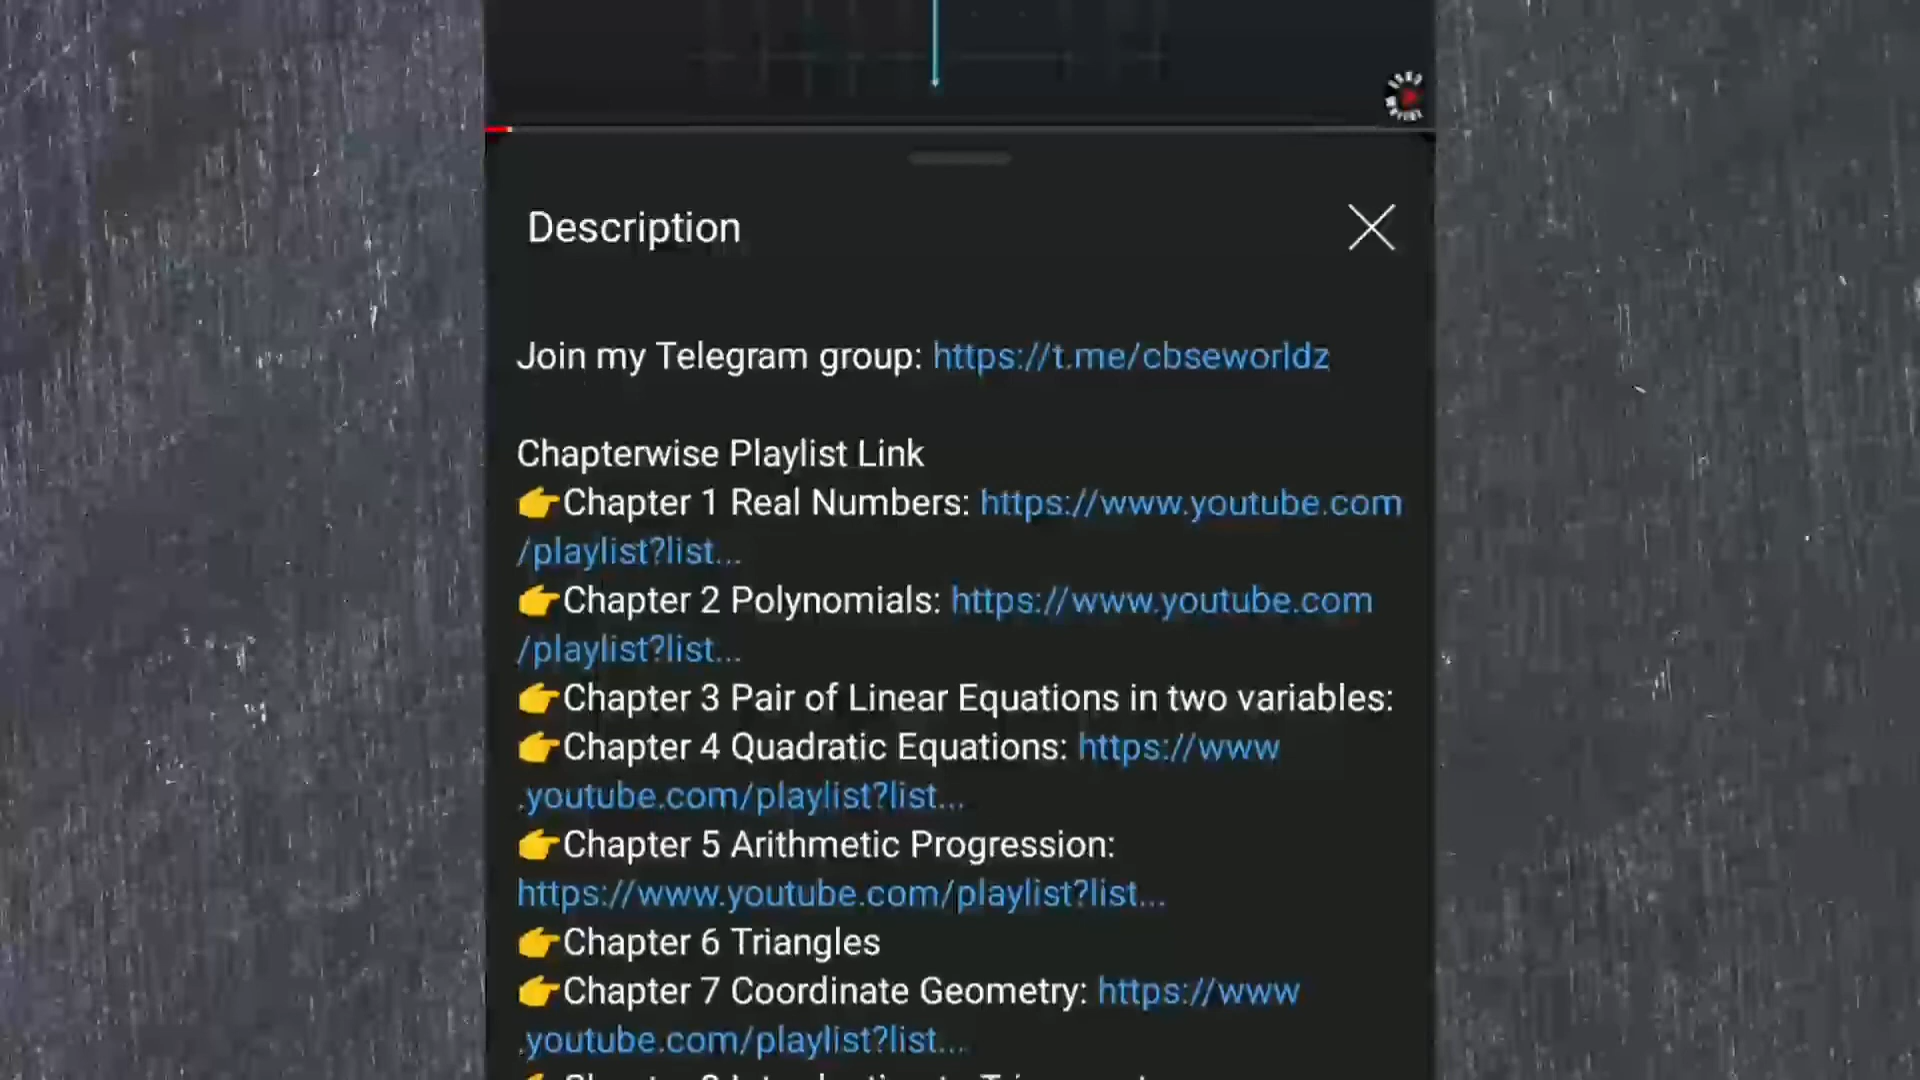 Description
Join my Telegram group: https://t.me/cbseworldz
Chapterwise Playlist Link
👉Chapter 1 Real Numbers: https://www.youtube.com
/playlist?list...
👉Chapter 2 Polynomials: https://www.youtube.com
/playlist?list...
👉Chapter 3 Pair of Linear Equations in two variables:
👉Chapter 4 Quadratic Equations: https://www
.youtube.com/playlist?list...
👉Chapter 5 Arithmetic Progression:
https://www.youtube.com/playlist?list...
👉Chapter 6 Triangles
👉Chapter 7 Coordinate Geometry: https://www
.youtube.com/playlist?list...